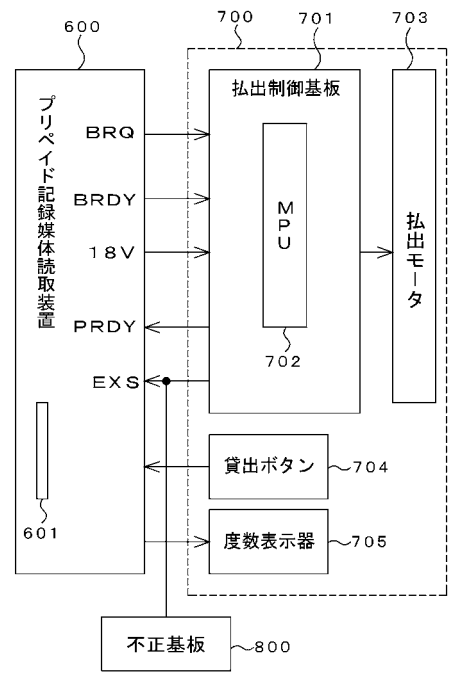 600
700
701
703
プリペイド記録媒体読取装置
払出制御基板
BRQ
BRDY
18V
PRDY
EXS
MPU
702
払出モータ
601
貸出ボタン
704
度数表示器
705
不正基板
800